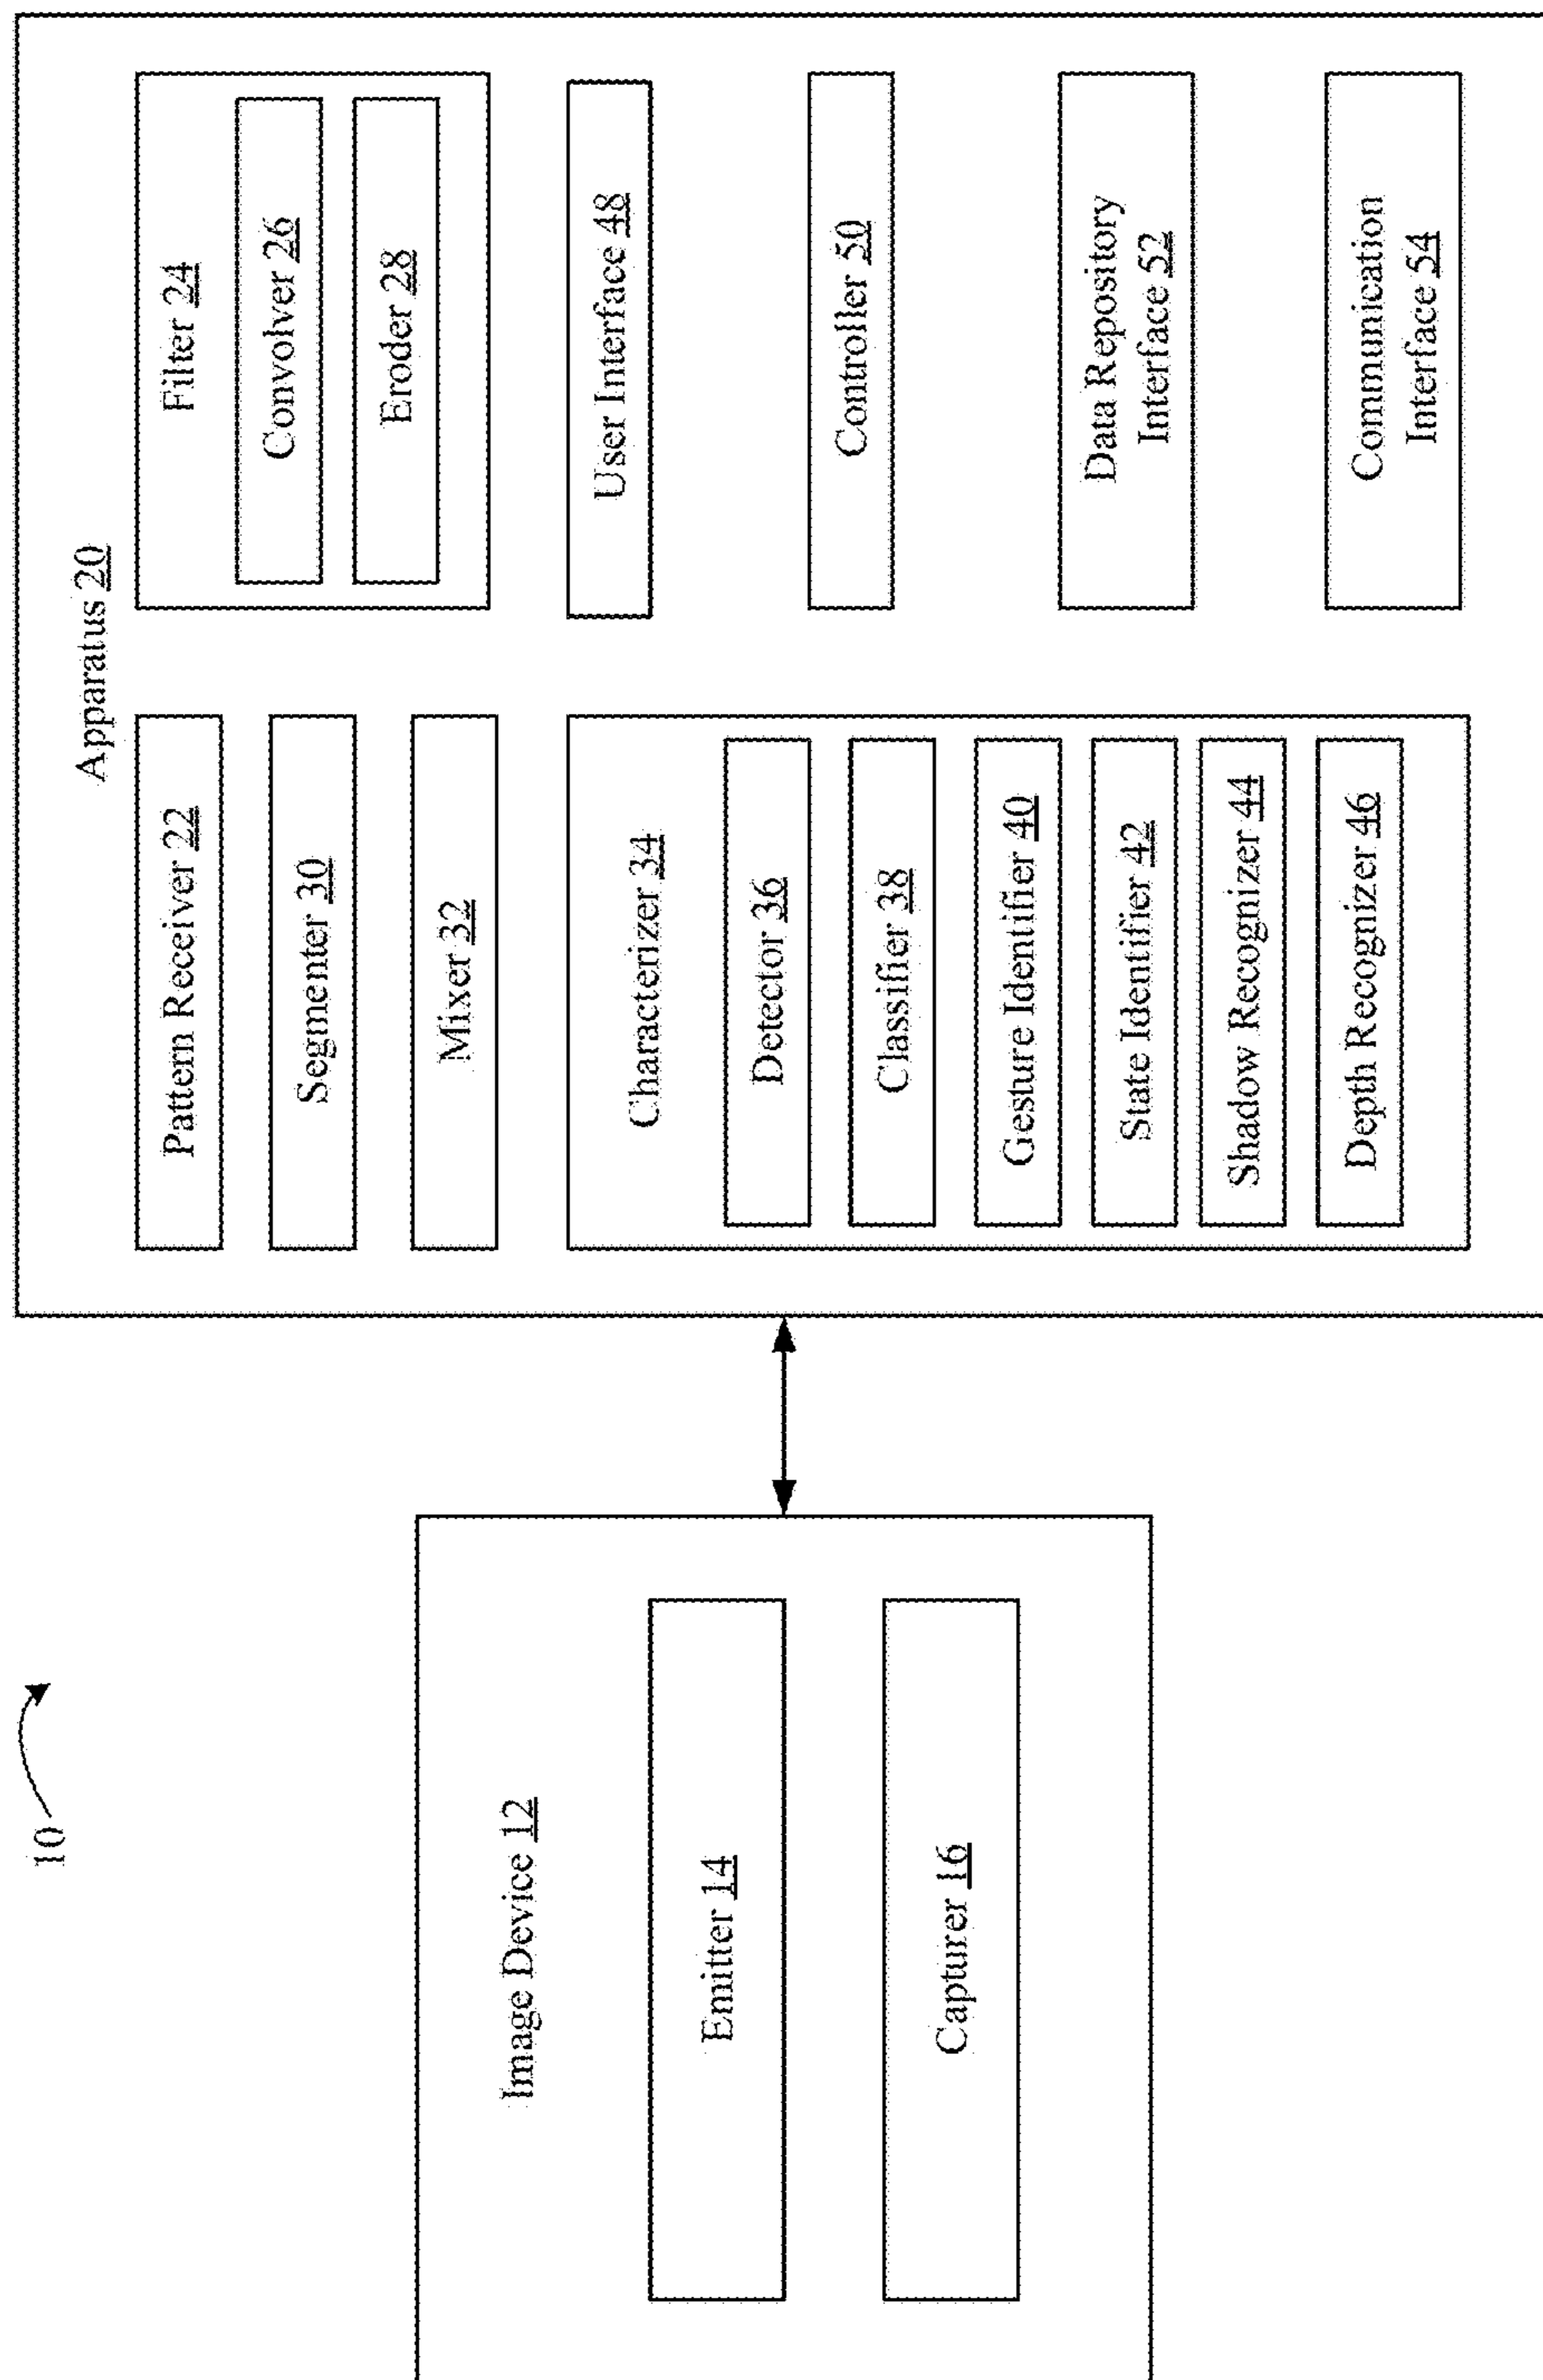 10
Image Device 12
Emitter 14
Capturer 16
Apparatus 20
Pattern Receiver 22
Segmenter 30
Mixer 32
Characterizer 34
Detector 36
Classifier 38
Gesture Identifier 40
State Identifier 42
Shadow Recognizer 44
Depth Recognizer 46
Filter 24
Convolver 26
Eroder 28
User Interface 48
Controller 50
Data Repository
Interface 52
Communication
Interface 54